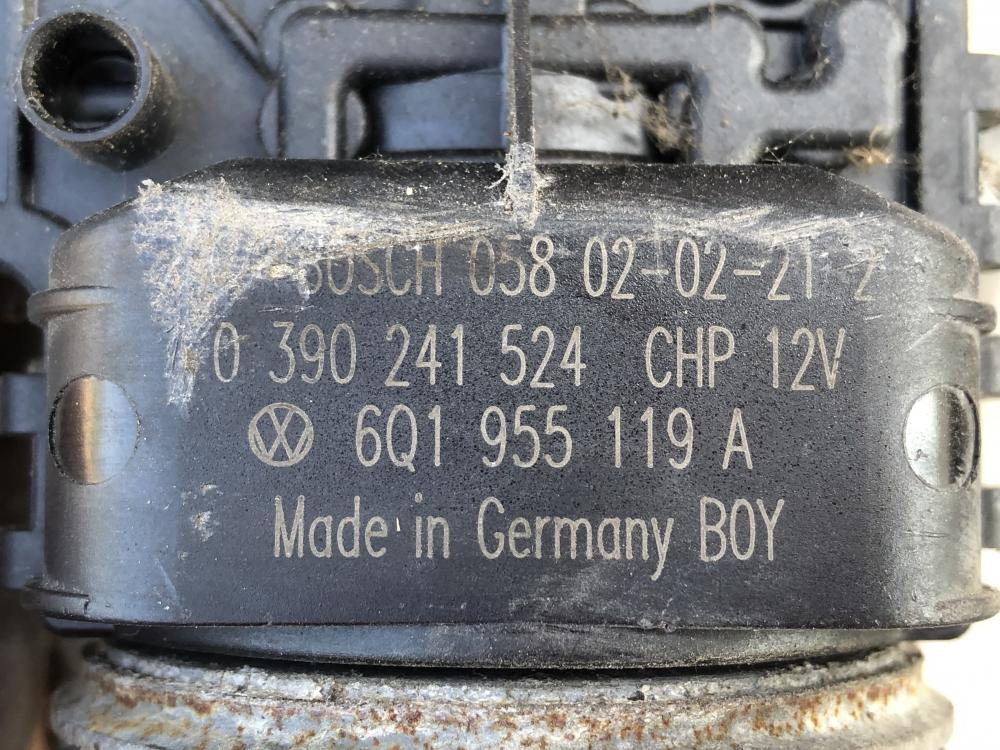 BOSCH 058 02-02-21 2
0 390 241 524 CHP 12V
VW 6Q1 955 119 A
Made in Germany BOY